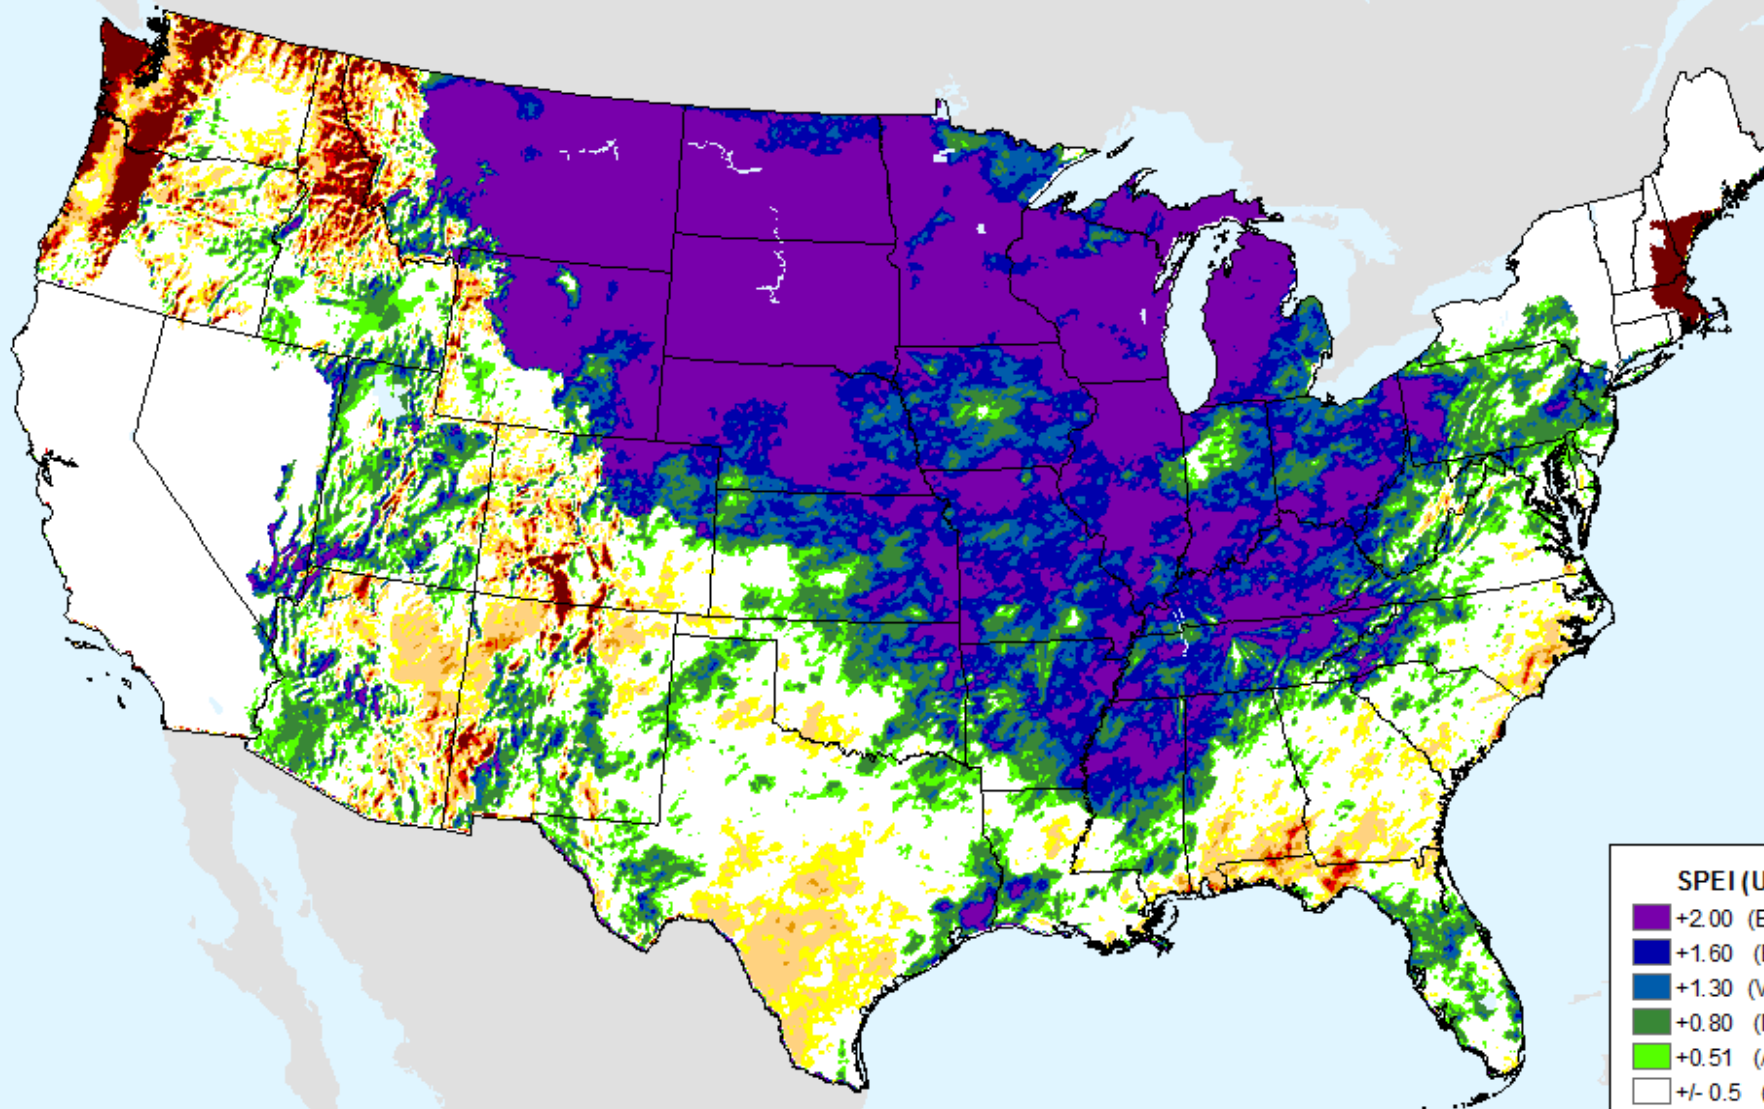 SPEI (U
+2.00 (E
+1.60 (
+1.30 (V
+0.80 (
+0.51 (
+/- 0.5 (